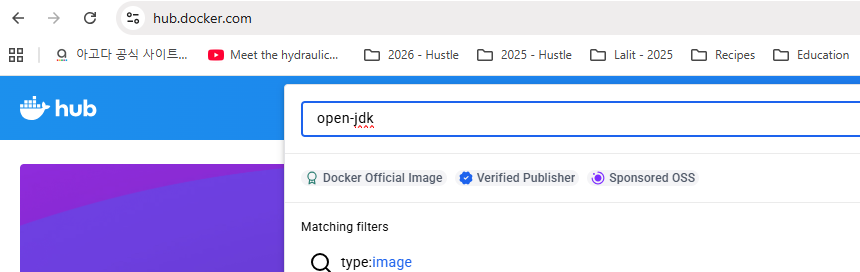 hub.docker.com
아고다 공식 사이트... Meet the hydraulic... 2026 - Hustle 2025 - Hustle Lalit - 2025 Recipes Education
hub
open-jdk
Docker Official Image Verified Publisher Sponsored OSS
Matching filters
type:image